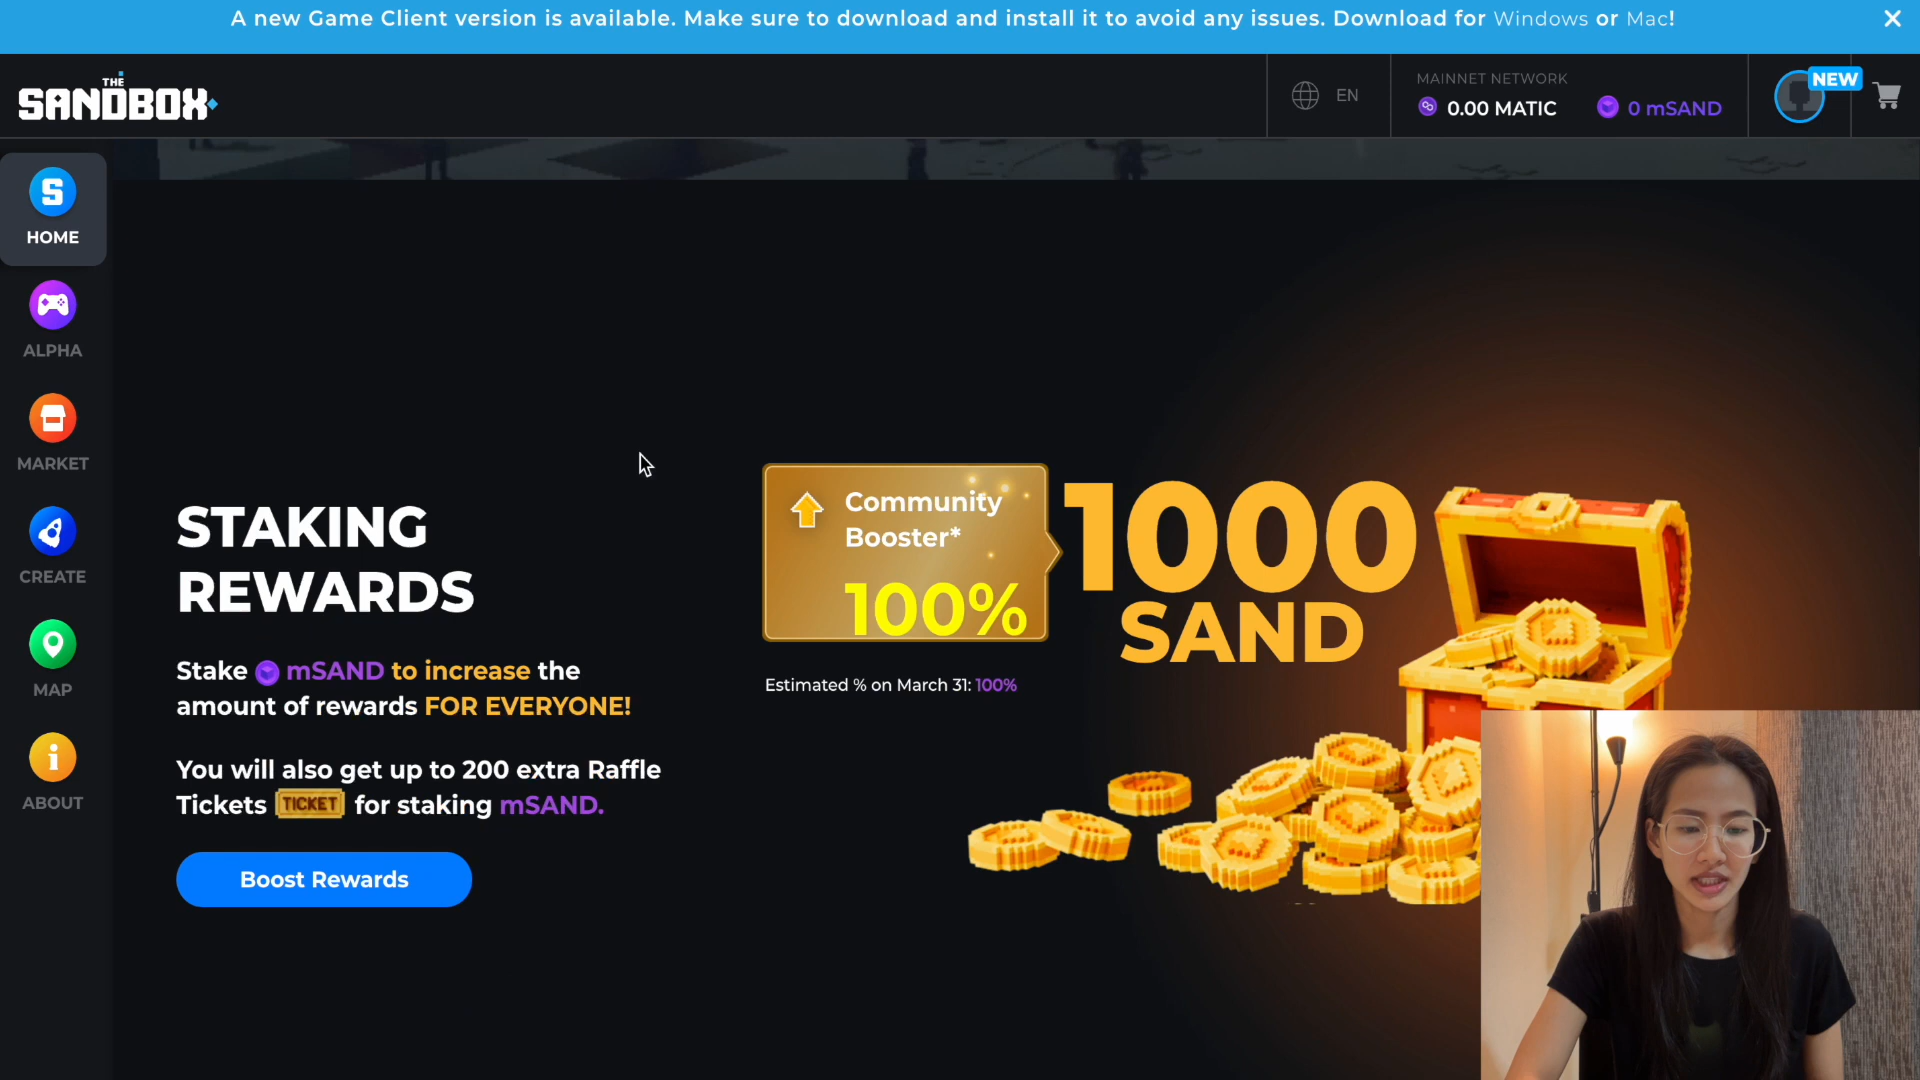 A new Game Client version is available. Make sure to download and install it to avoid any issues. Download for Windows or Mac!
THE
SANDBOX
EN
MAINNET NETWORK
0.00 MATIC
0 mSAND
NEW
HOME
ALPHA
MARKET
CREATE
MAP
ABOUT
STAKING
REWARDS
Stake mSAND to increase the
amount of rewards FOR EVERYONE!
You will also get up to 200 extra Raffle
Tickets TICKET for staking mSAND.
Boost Rewards
Community
Booster*
100%
Estimated % on March 31: 100%
1000
SAND